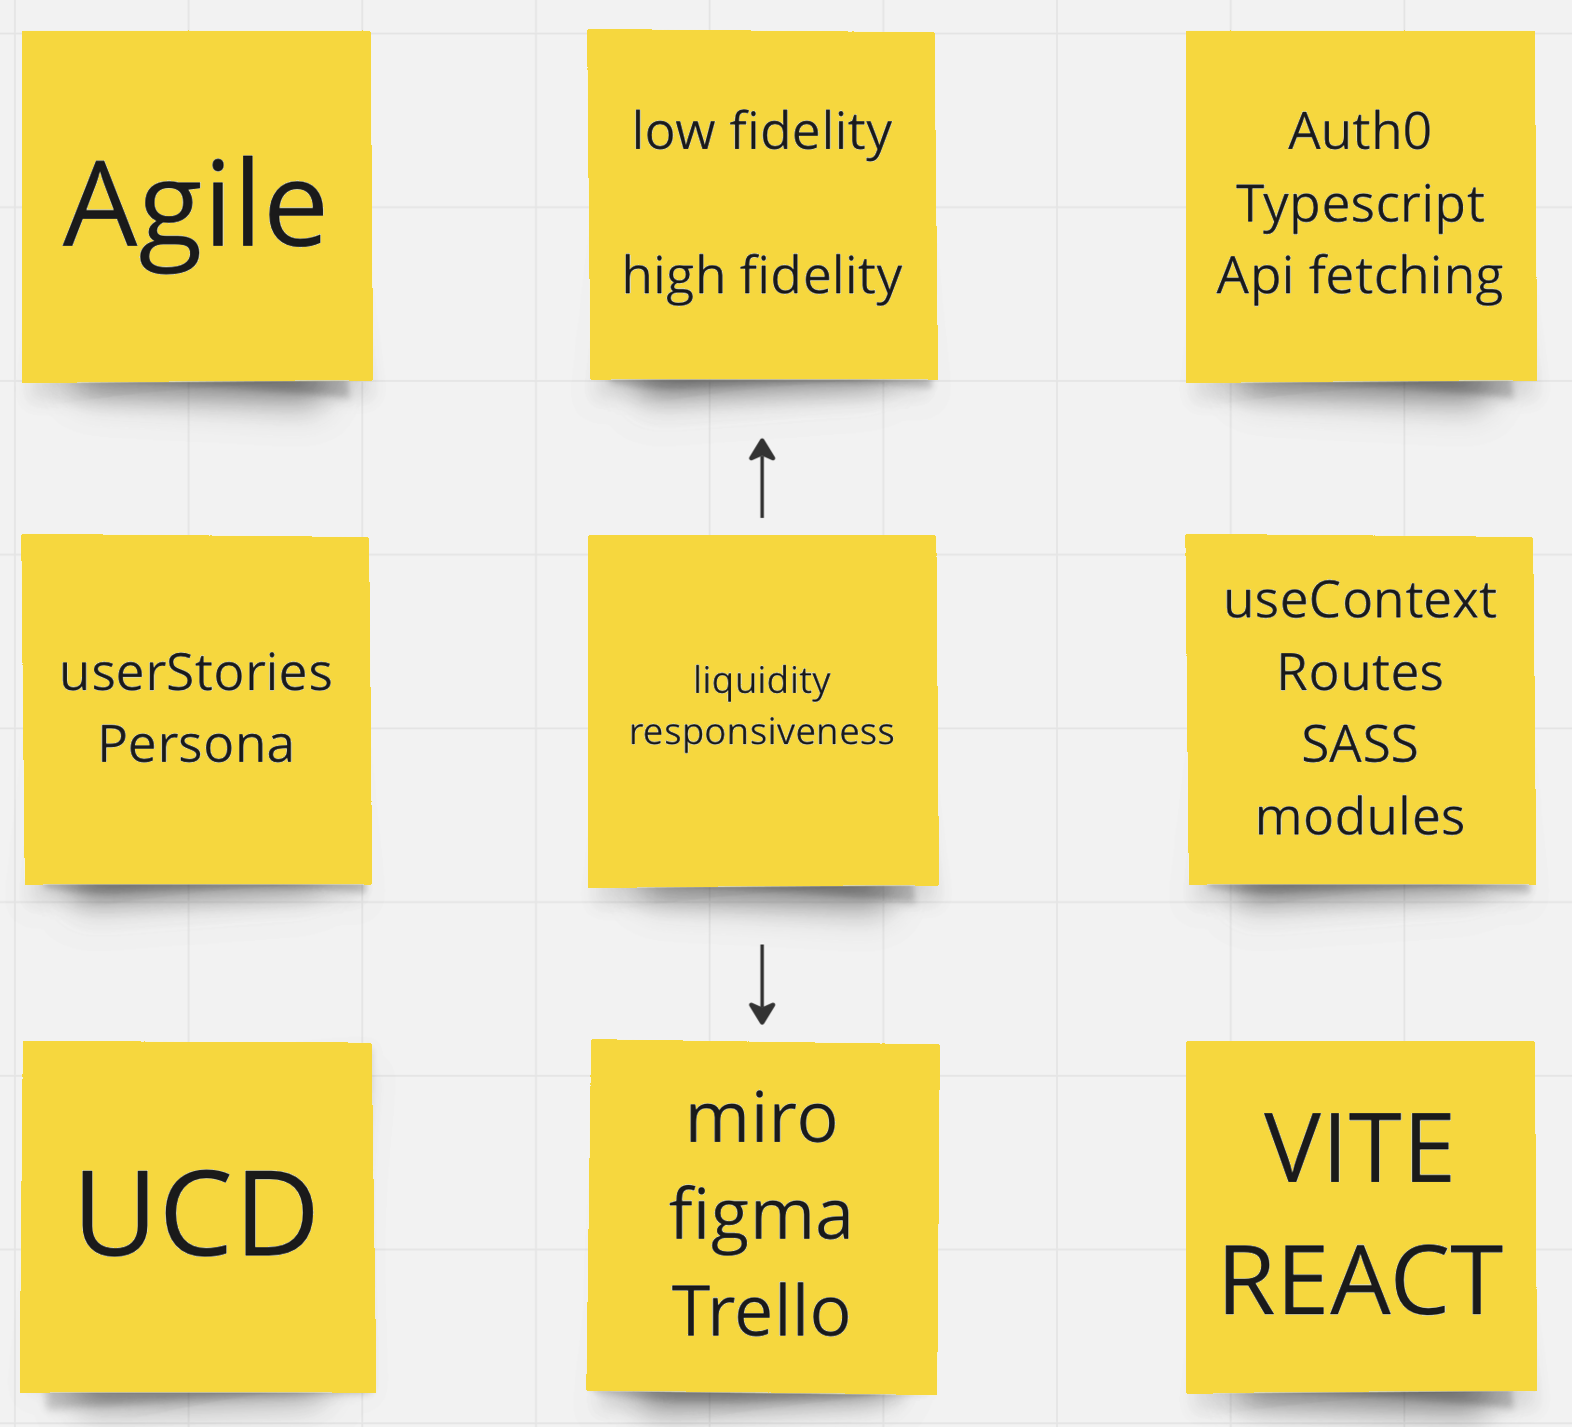 Agile
low fidelity
high fidelity
Auth0
Typescript
Api fetching
userStories
Persona
liquidity
responsiveness
useContext
Routes
SASS
modules
UCD
miro
figma
Trello
VITE
REACT